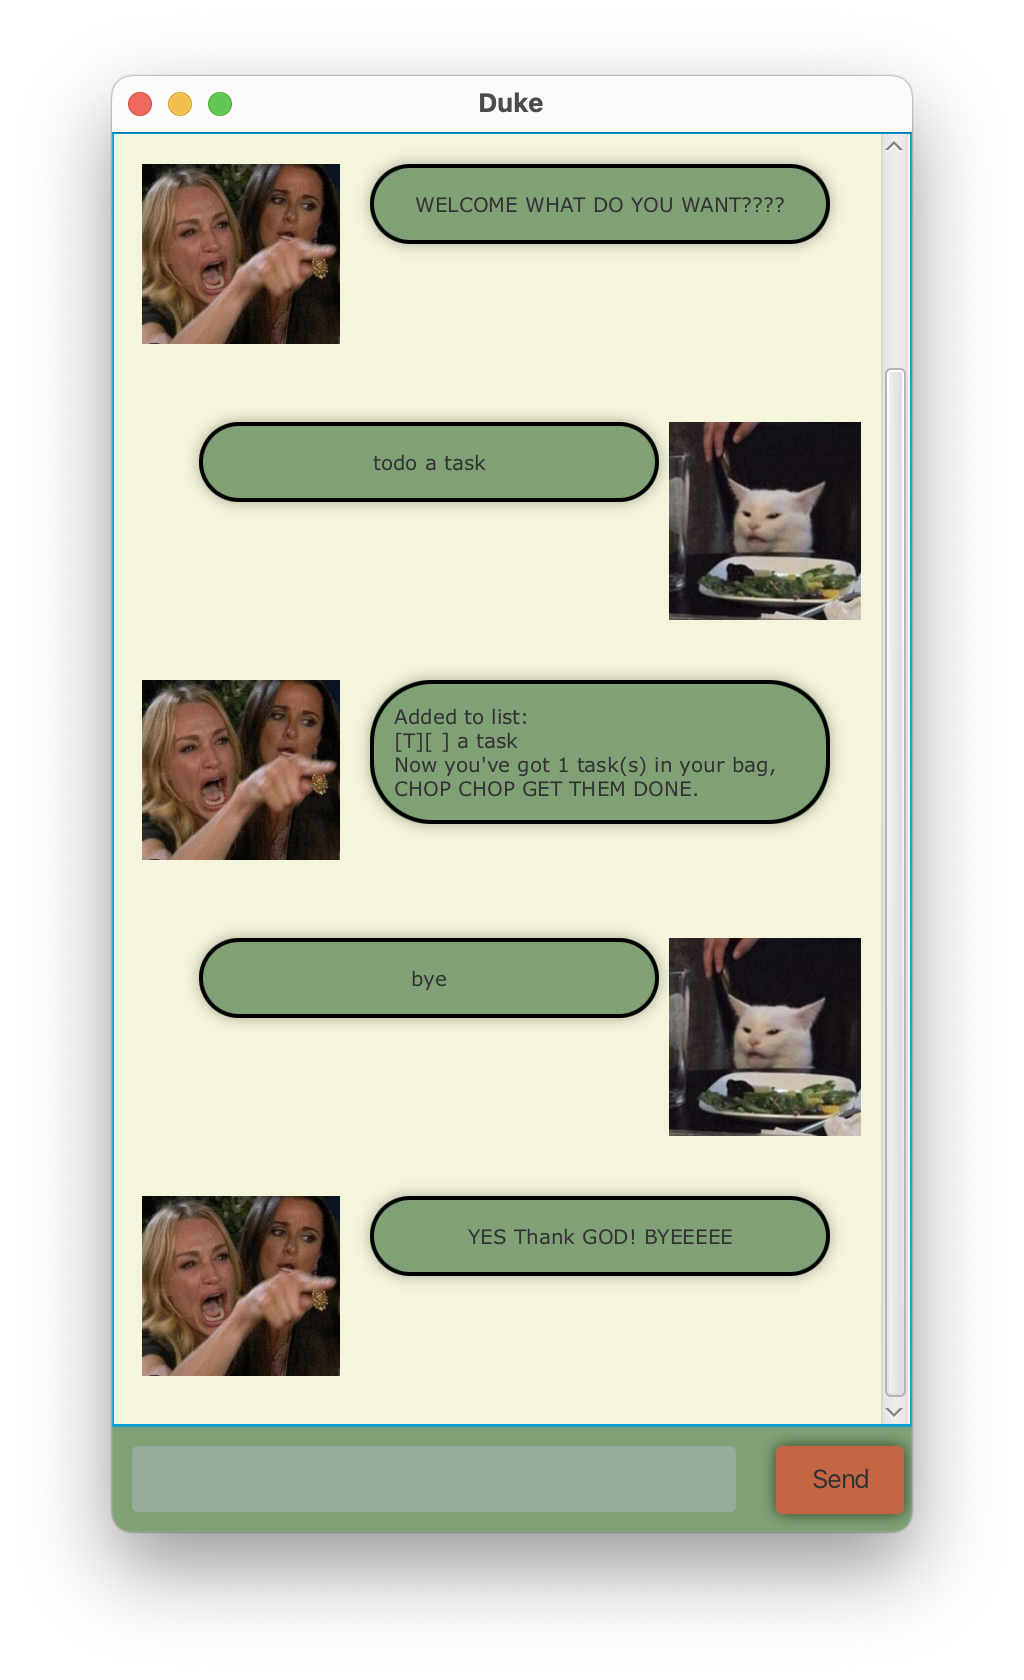 Duke
WELCOME WHAT DO YOU WANT????
todo a task
Added to list:
[T][ ] a task
Now you've got 1 task(s) in your bag,
CHOP CHOP GET THEM DONE.
bye
YES Thank GOD! BYEEEEE
Send